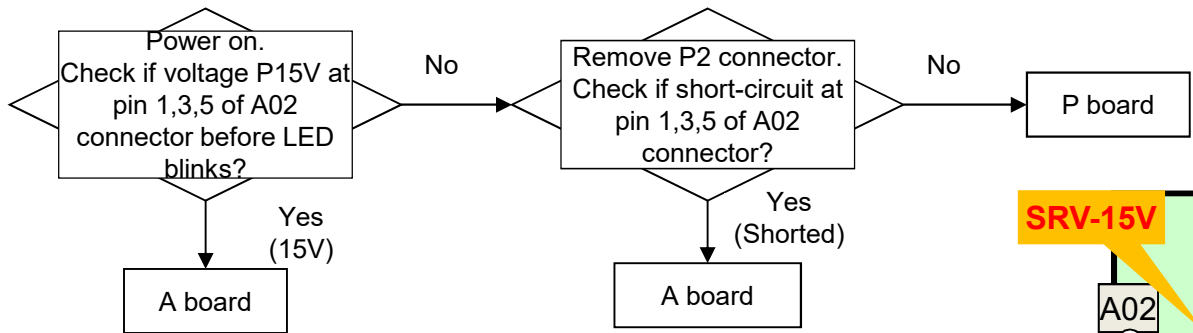 Power on.
Check if voltage P15V at
pin 1,3,5 of A02
connector before LED
blinks?
No
Remove P2 connector.
Check if short-circuit at
pin 1,3,5 of A02
connector?
No
P board
Yes
(15V)
Yes
(Shorted)
A board
A board
SRV-15V
A02